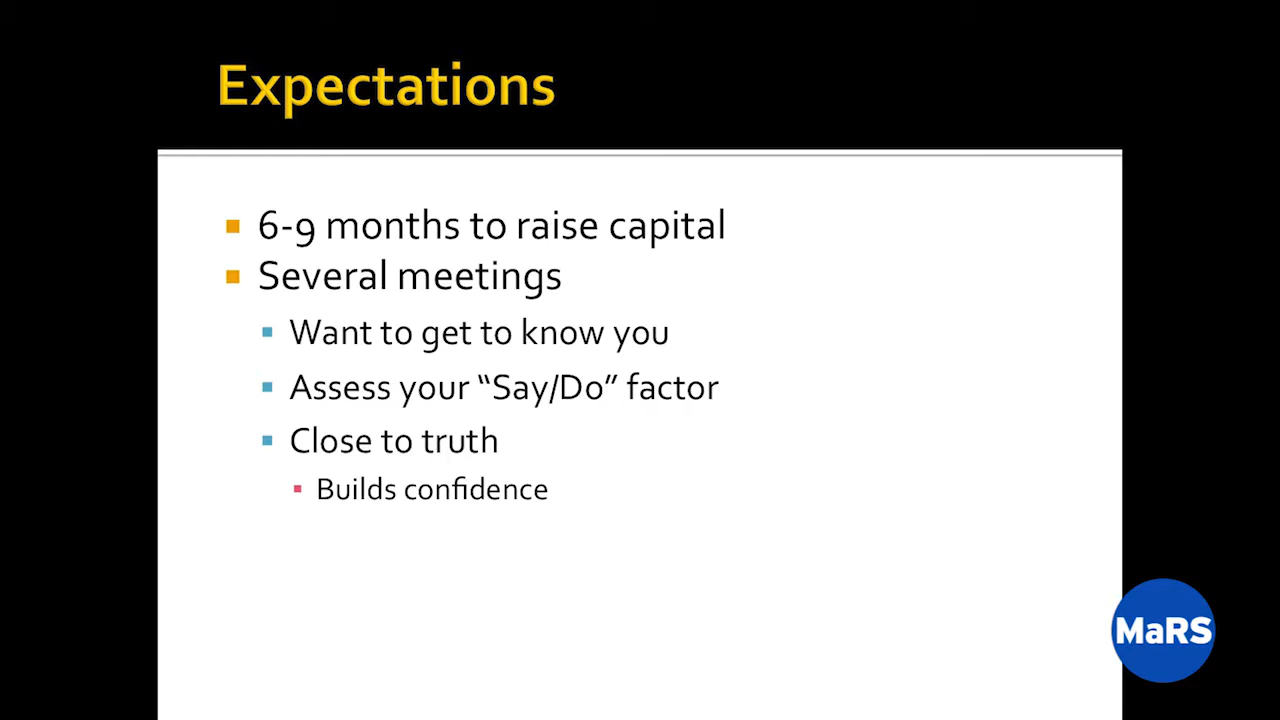 Expectations
6-9 months to raise capital
Several meetings
Want to get to know you
Assess your “Say/Do” factor
Close to truth
Builds confidence
MaRS